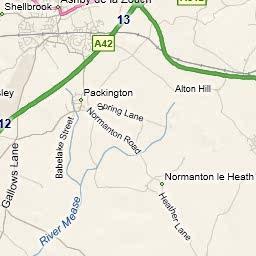 Shellbrook
Ashby de la Zouch
13
A42
Alton Hill
Packington
Spring Lane
12
Normanton Road
Babelake Street
Gallows Lane
Normanton le Heath
River Mease
Heather Lane